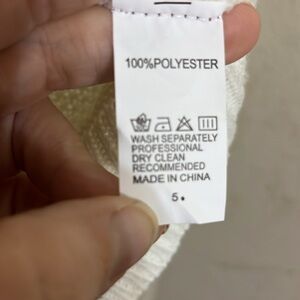 100%POLYESTER
WASH SEPARATELY
PROFESSIONAL
DRY CLEAN
RECOMMENDED
MADE IN CHINA
5.